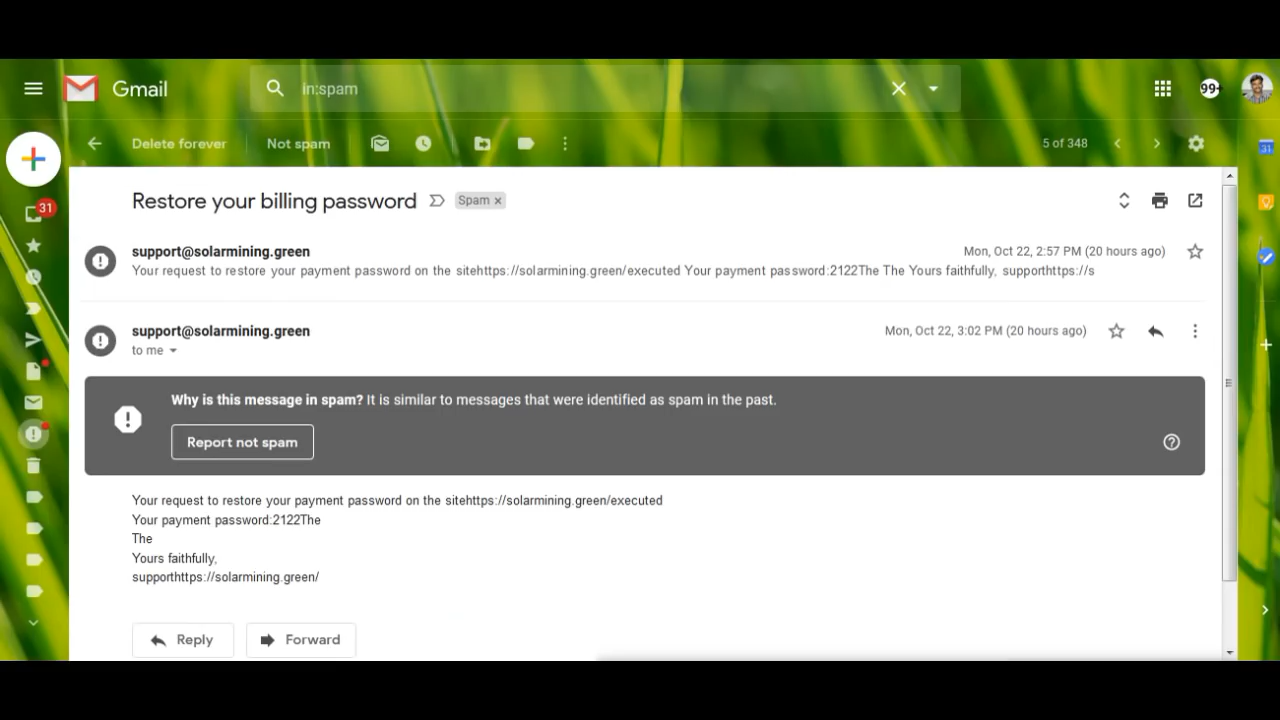 Gmail
in:spam
99+
Delete forever
Not spam
5 of 348
31
31
Restore your billing password
Spam ×
support@solarmining.green
Mon, Oct 22, 2:57 PM (20 hours ago)
Your request to restore your payment password on the sitehttps://solarmining.green/executed Your payment password:2122The The Yours faithfully, supporthttps://s
support@solarmining.green
Mon, Oct 22, 3:02 PM (20 hours ago)
to me
Why is this message in spam? It is similar to messages that were identified as spam in the past.
Report not spam
Your request to restore your payment password on the sitehttps://solarmining.green/executed
Your payment password:2122The
The
Yours faithfully,
supporthttps://solarmining.green/
Reply
Forward